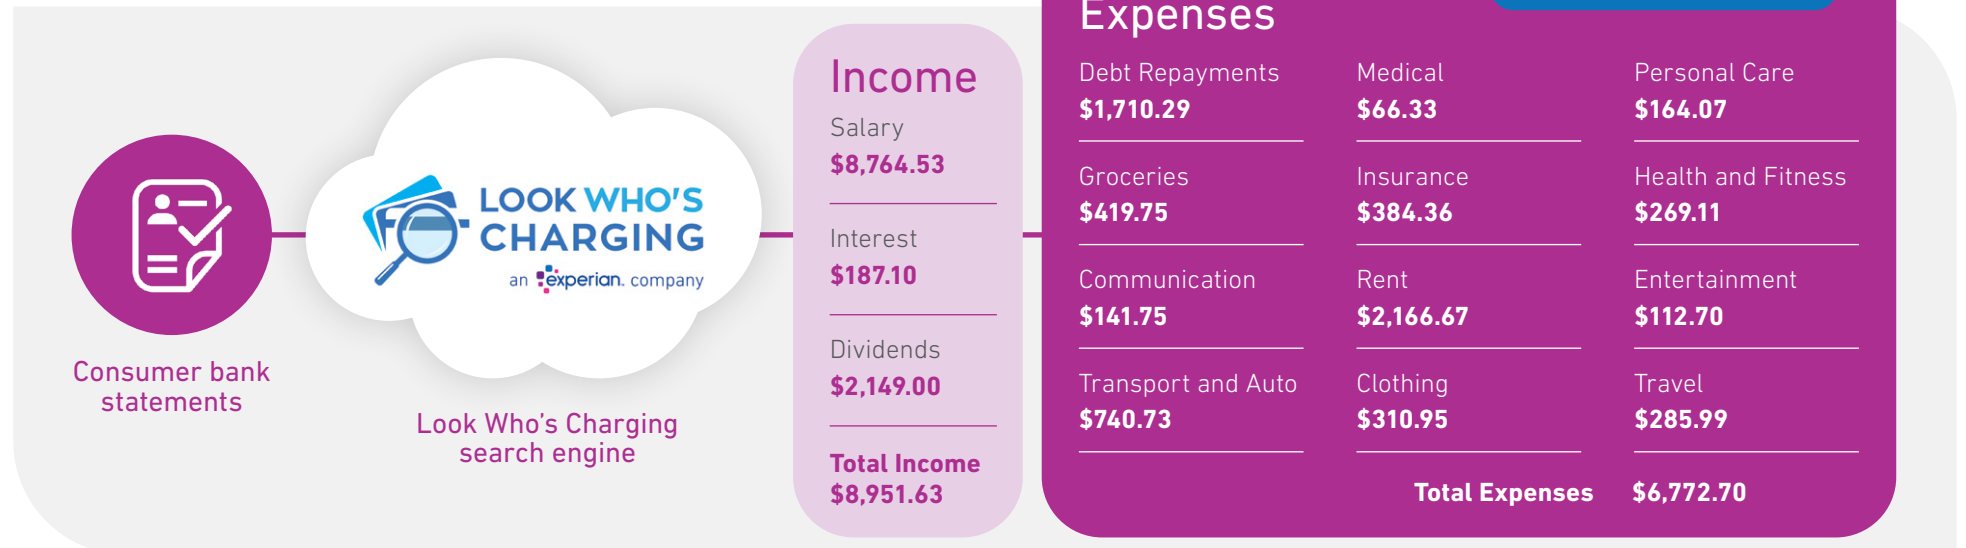 Consumer bank
statements
LOOK WHO'S
CHARGING
an experian. company
Look Who's Charging
search engine
Income
Salary
$8,764.53
Interest
$187.10
Dividends
$2,149.00
Total Income
$8,951.63
Expenses
Debt Repayments
$1,710.29
Groceries
$419.75
Communication
$141.75
Transport and Auto
$740.73
Medical
$66.33
Insurance
$384.36
Rent
$2,166.67
Clothing
$310.95
Personal Care
$164.07
Health and Fitness
$269.11
Entertainment
$112.70
Travel
$285.99
Total Expenses $6,772.70